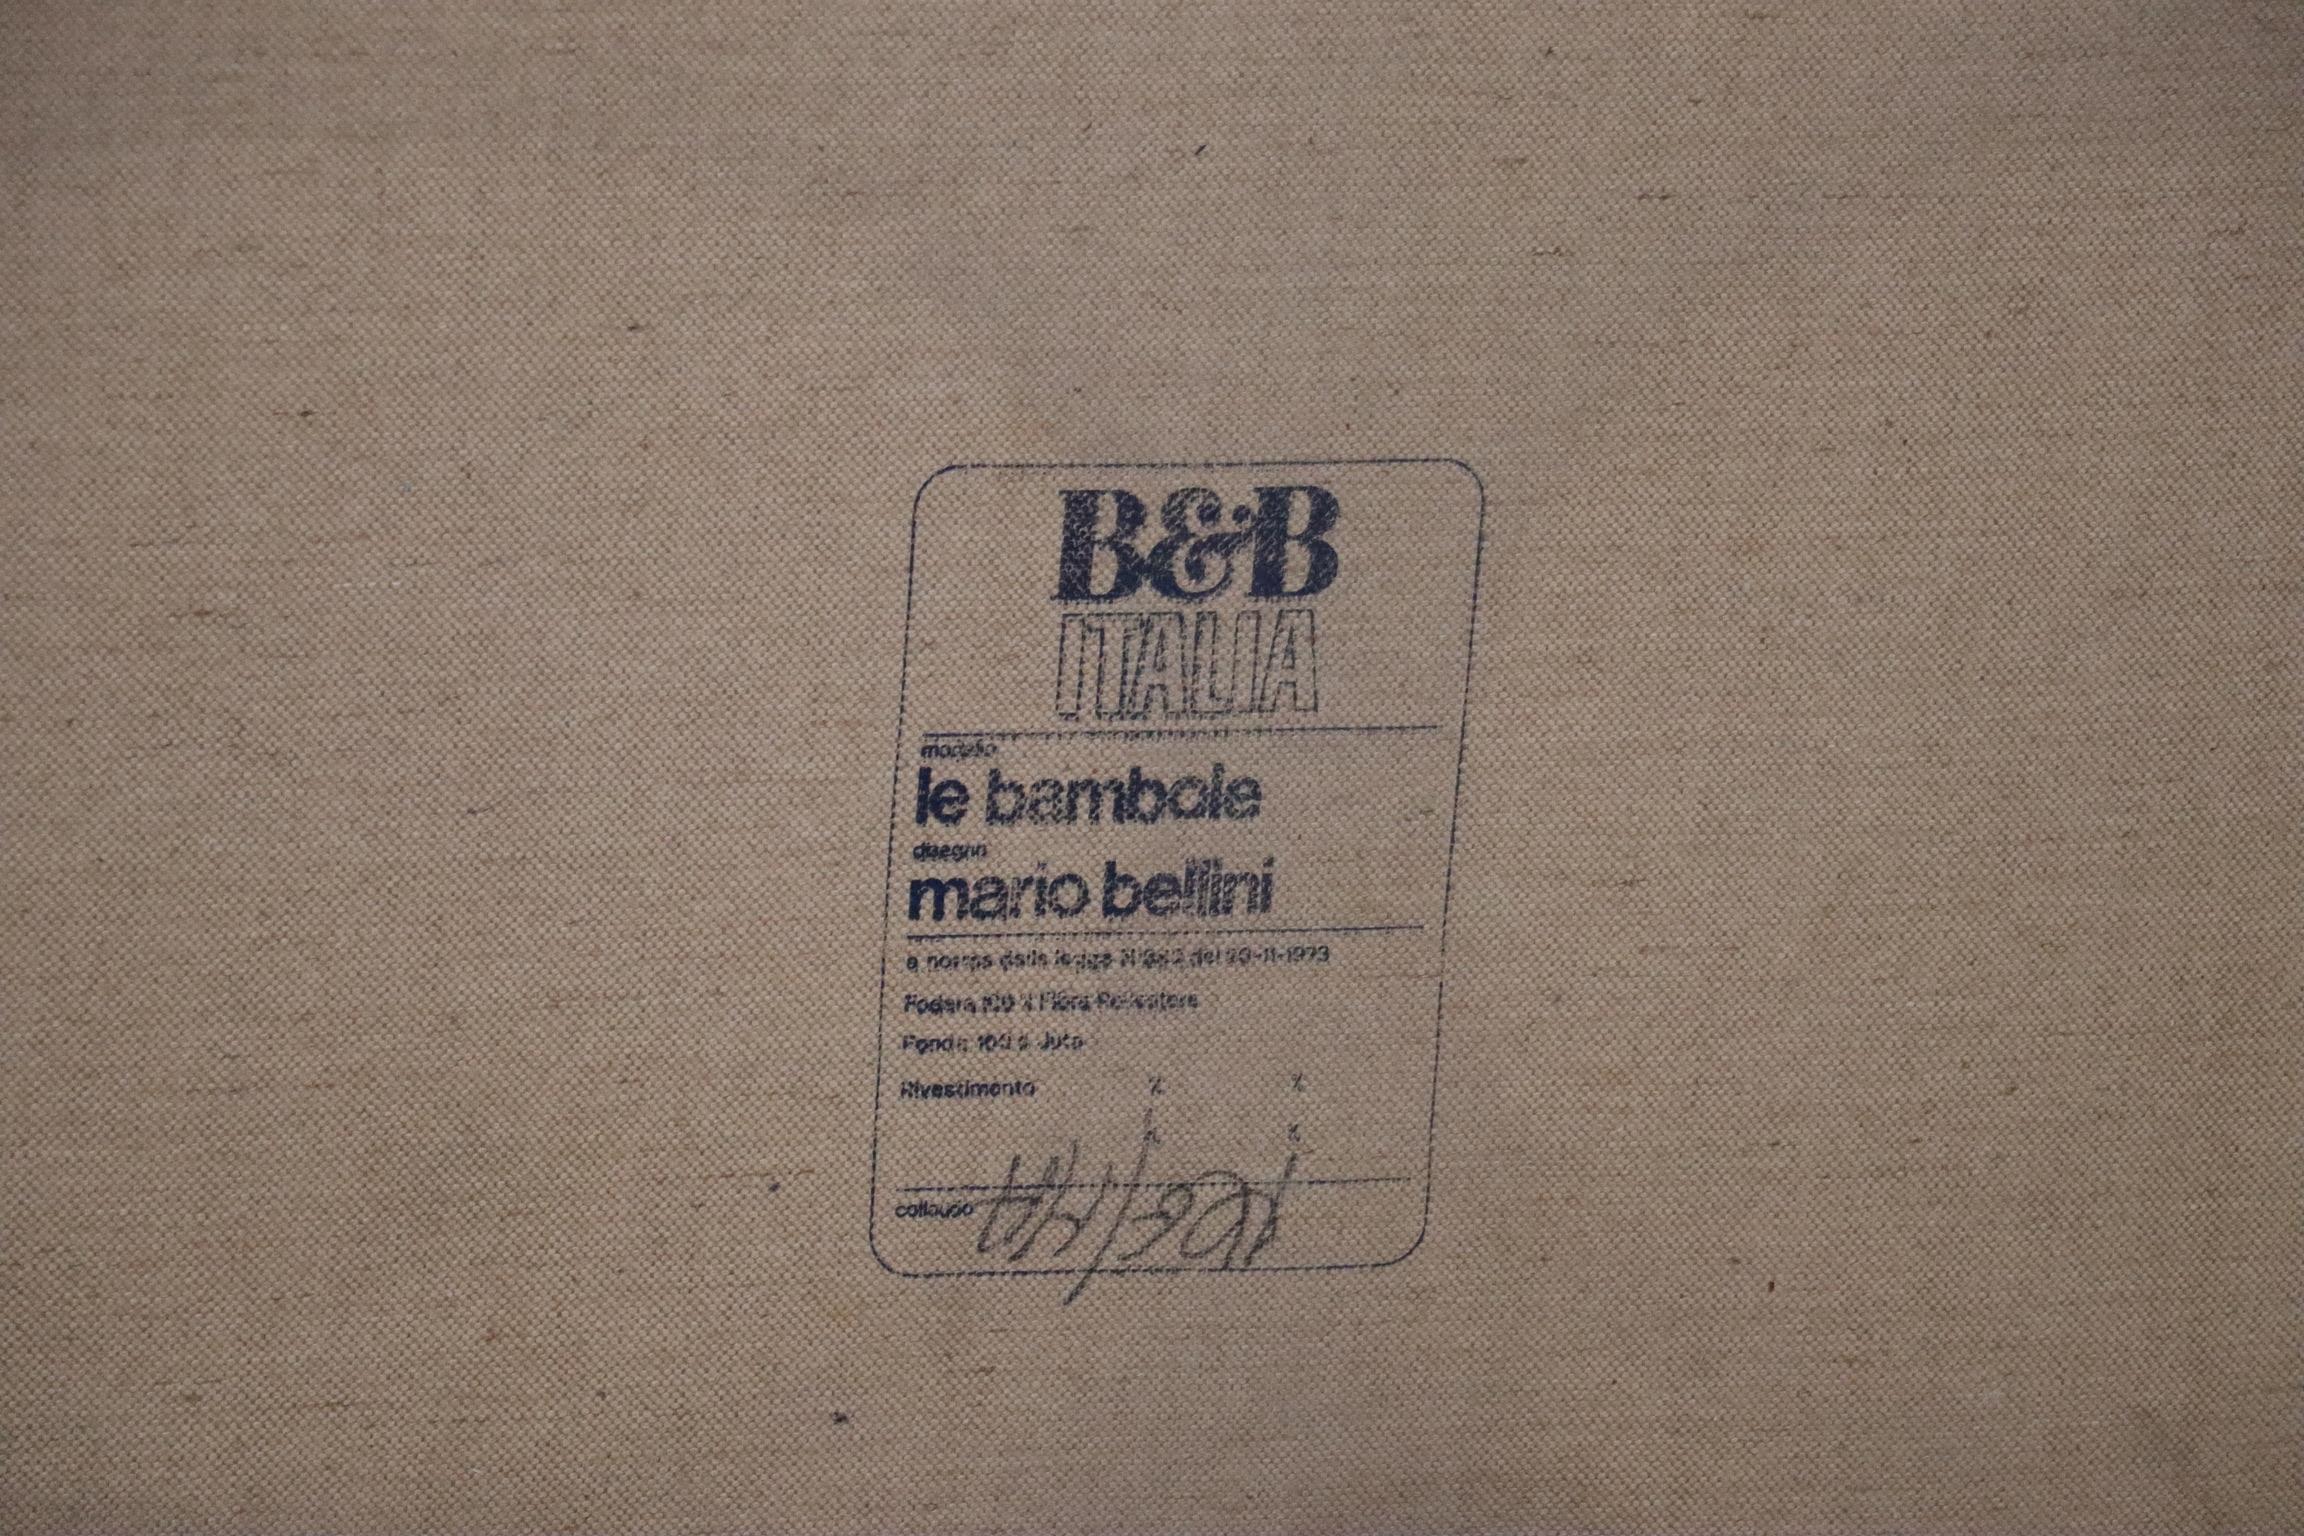 B&B
ITALIA
modello
le bambole
disegno
mario bellini
a norma della legge N 883 del 20-11-1973
Fodera 100 % Fibra Poliestere
Fondo 100 % Juta
Rivestimento % %
% %
collaudo